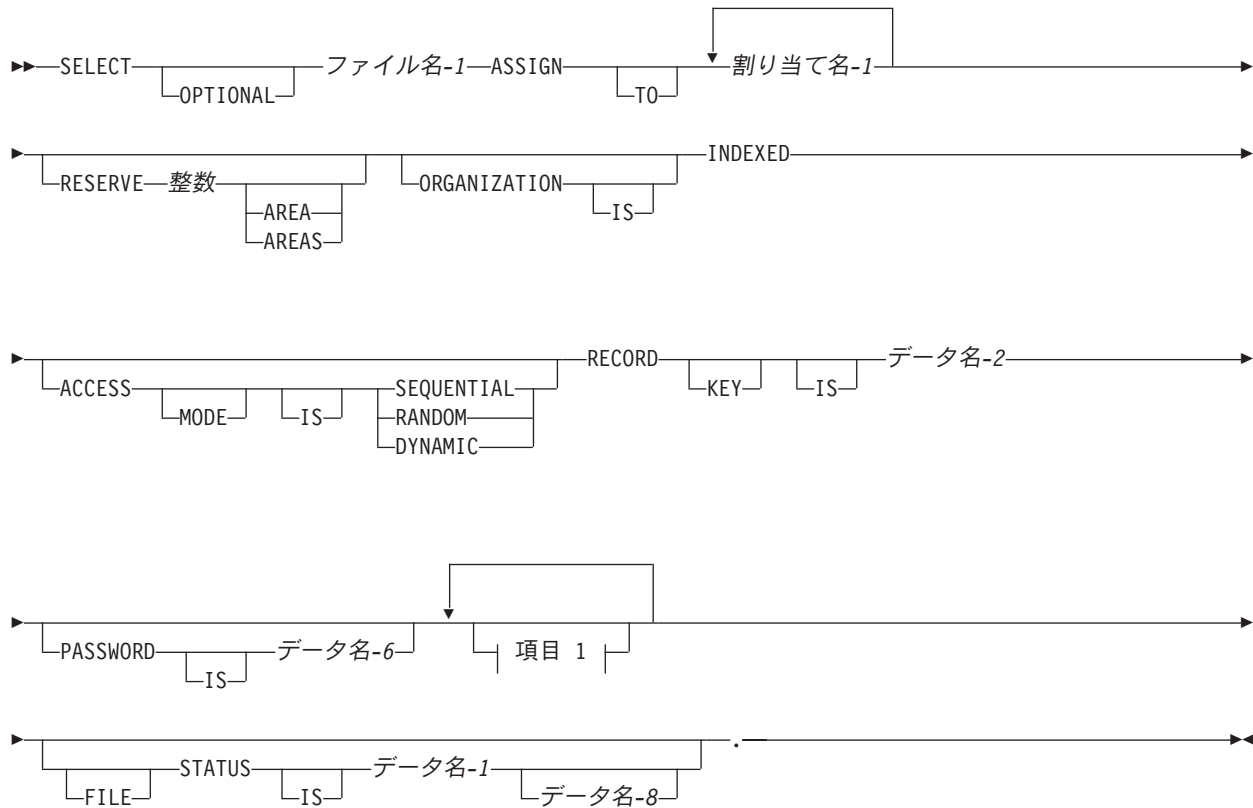 SELECT OPTIONAL ファイル名-1 ASSIGN TO 割り当て名-1
RESERVE 整数 AREA AREAS ORGANIZATION IS INDEXED
ACCESS MODE IS SEQUENTIAL RANDOM DYNAMIC RECORD KEY IS データ名-2
PASSWORD IS データ名-6 項目 1
FILE STATUS IS データ名-1 データ名-8 .